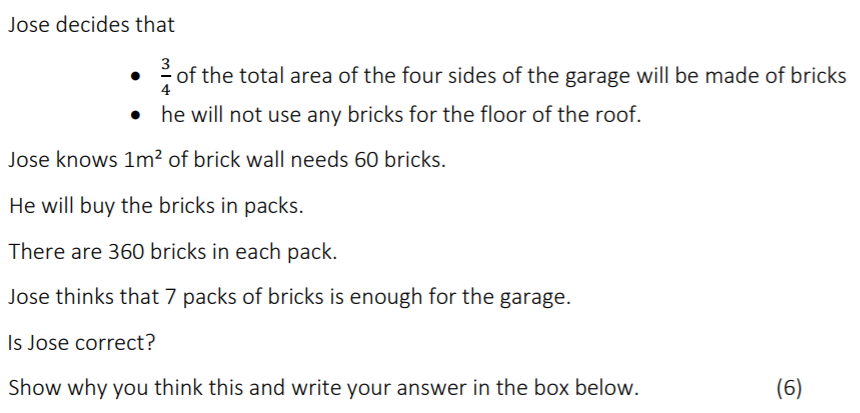 Jose decides that
• 3/4 of the total area of the four sides of the garage will be made of bricks
• he will not use any bricks for the floor of the roof.
Jose knows 1m² of brick wall needs 60 bricks.
He will buy the bricks in packs.
There are 360 bricks in each pack.
Jose thinks that 7 packs of bricks is enough for the garage.
Is Jose correct?
Show why you think this and write your answer in the box below. (6)